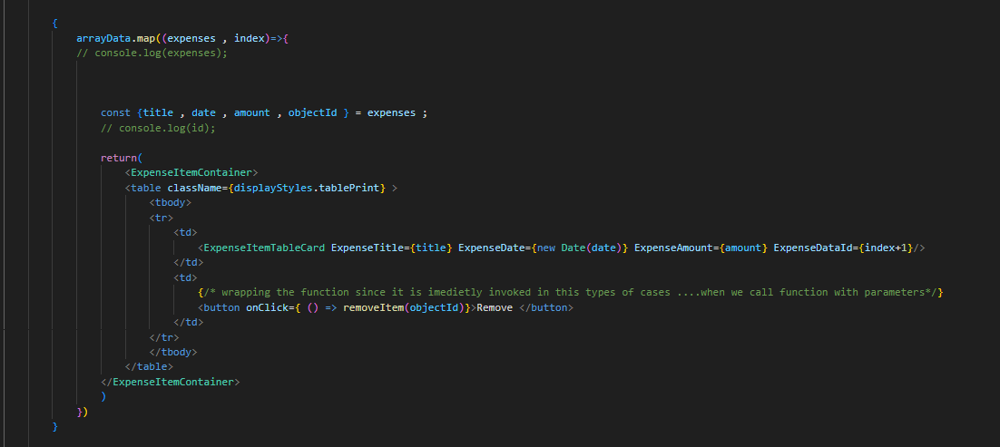 {
arrayData.map((expenses , index)=>{
// console.log(expenses);
const {title , date , amount , objectId } = expenses ;
// console.log(id);
return(
<ExpenseItemContainer>
<table className={displayStyles.tablePrint} >
<tbody>
<tr>
<td>
<ExpenseItemTableCard ExpenseTitle={title} ExpenseDate={new Date(date)} ExpenseAmount={amount} ExpenseDataId={index+1}/>
</td>
<td>
{/* wrapping the function since it is imedietly invoked in this types of cases ....when we call function with parameters*/}
<button onClick={ () => removeItem(objectId)}>Remove </button>
</td>
</tr>
</tbody>
</table>
</ExpenseItemContainer>
)
})
}